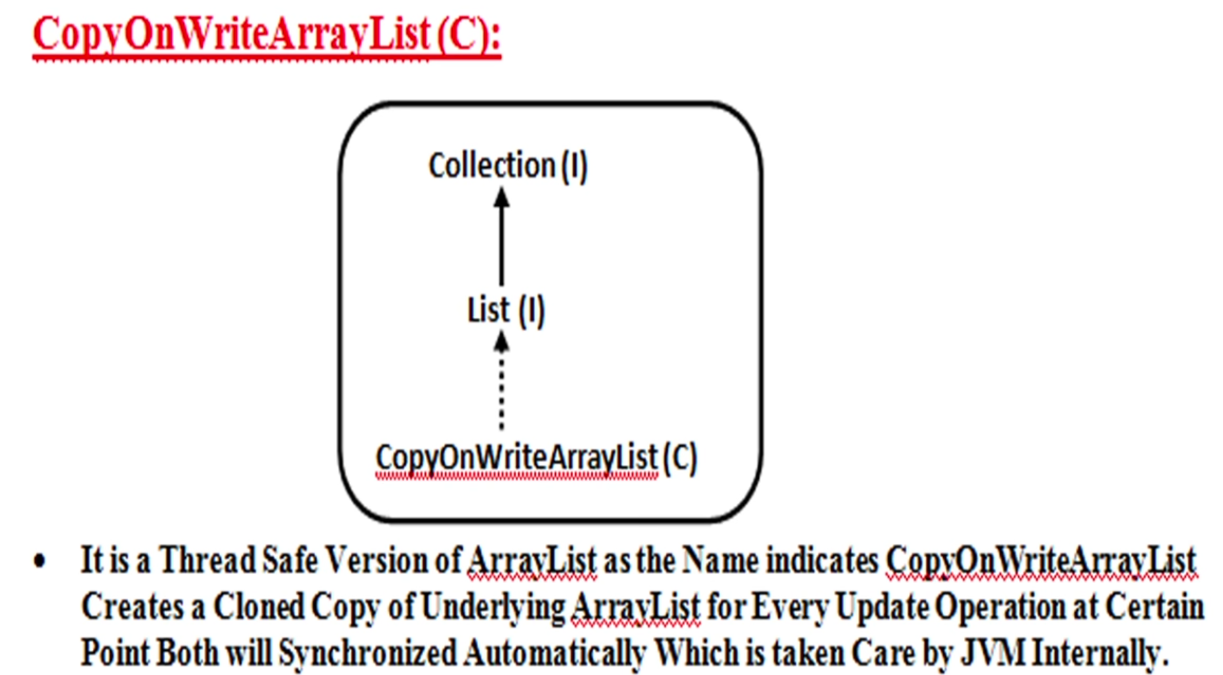 CopyOnWriteArrayList (C):
Collection (I)
List (I)
CopyOnWriteArrayList (C)
• It is a Thread Safe Version of ArrayList as the Name indicates CopyOnWriteArrayList
Creates a Cloned Copy of Underlying ArrayList for Every Update Operation at Certain
Point Both will Synchronized Automatically Which is taken Care by JVM Internally.